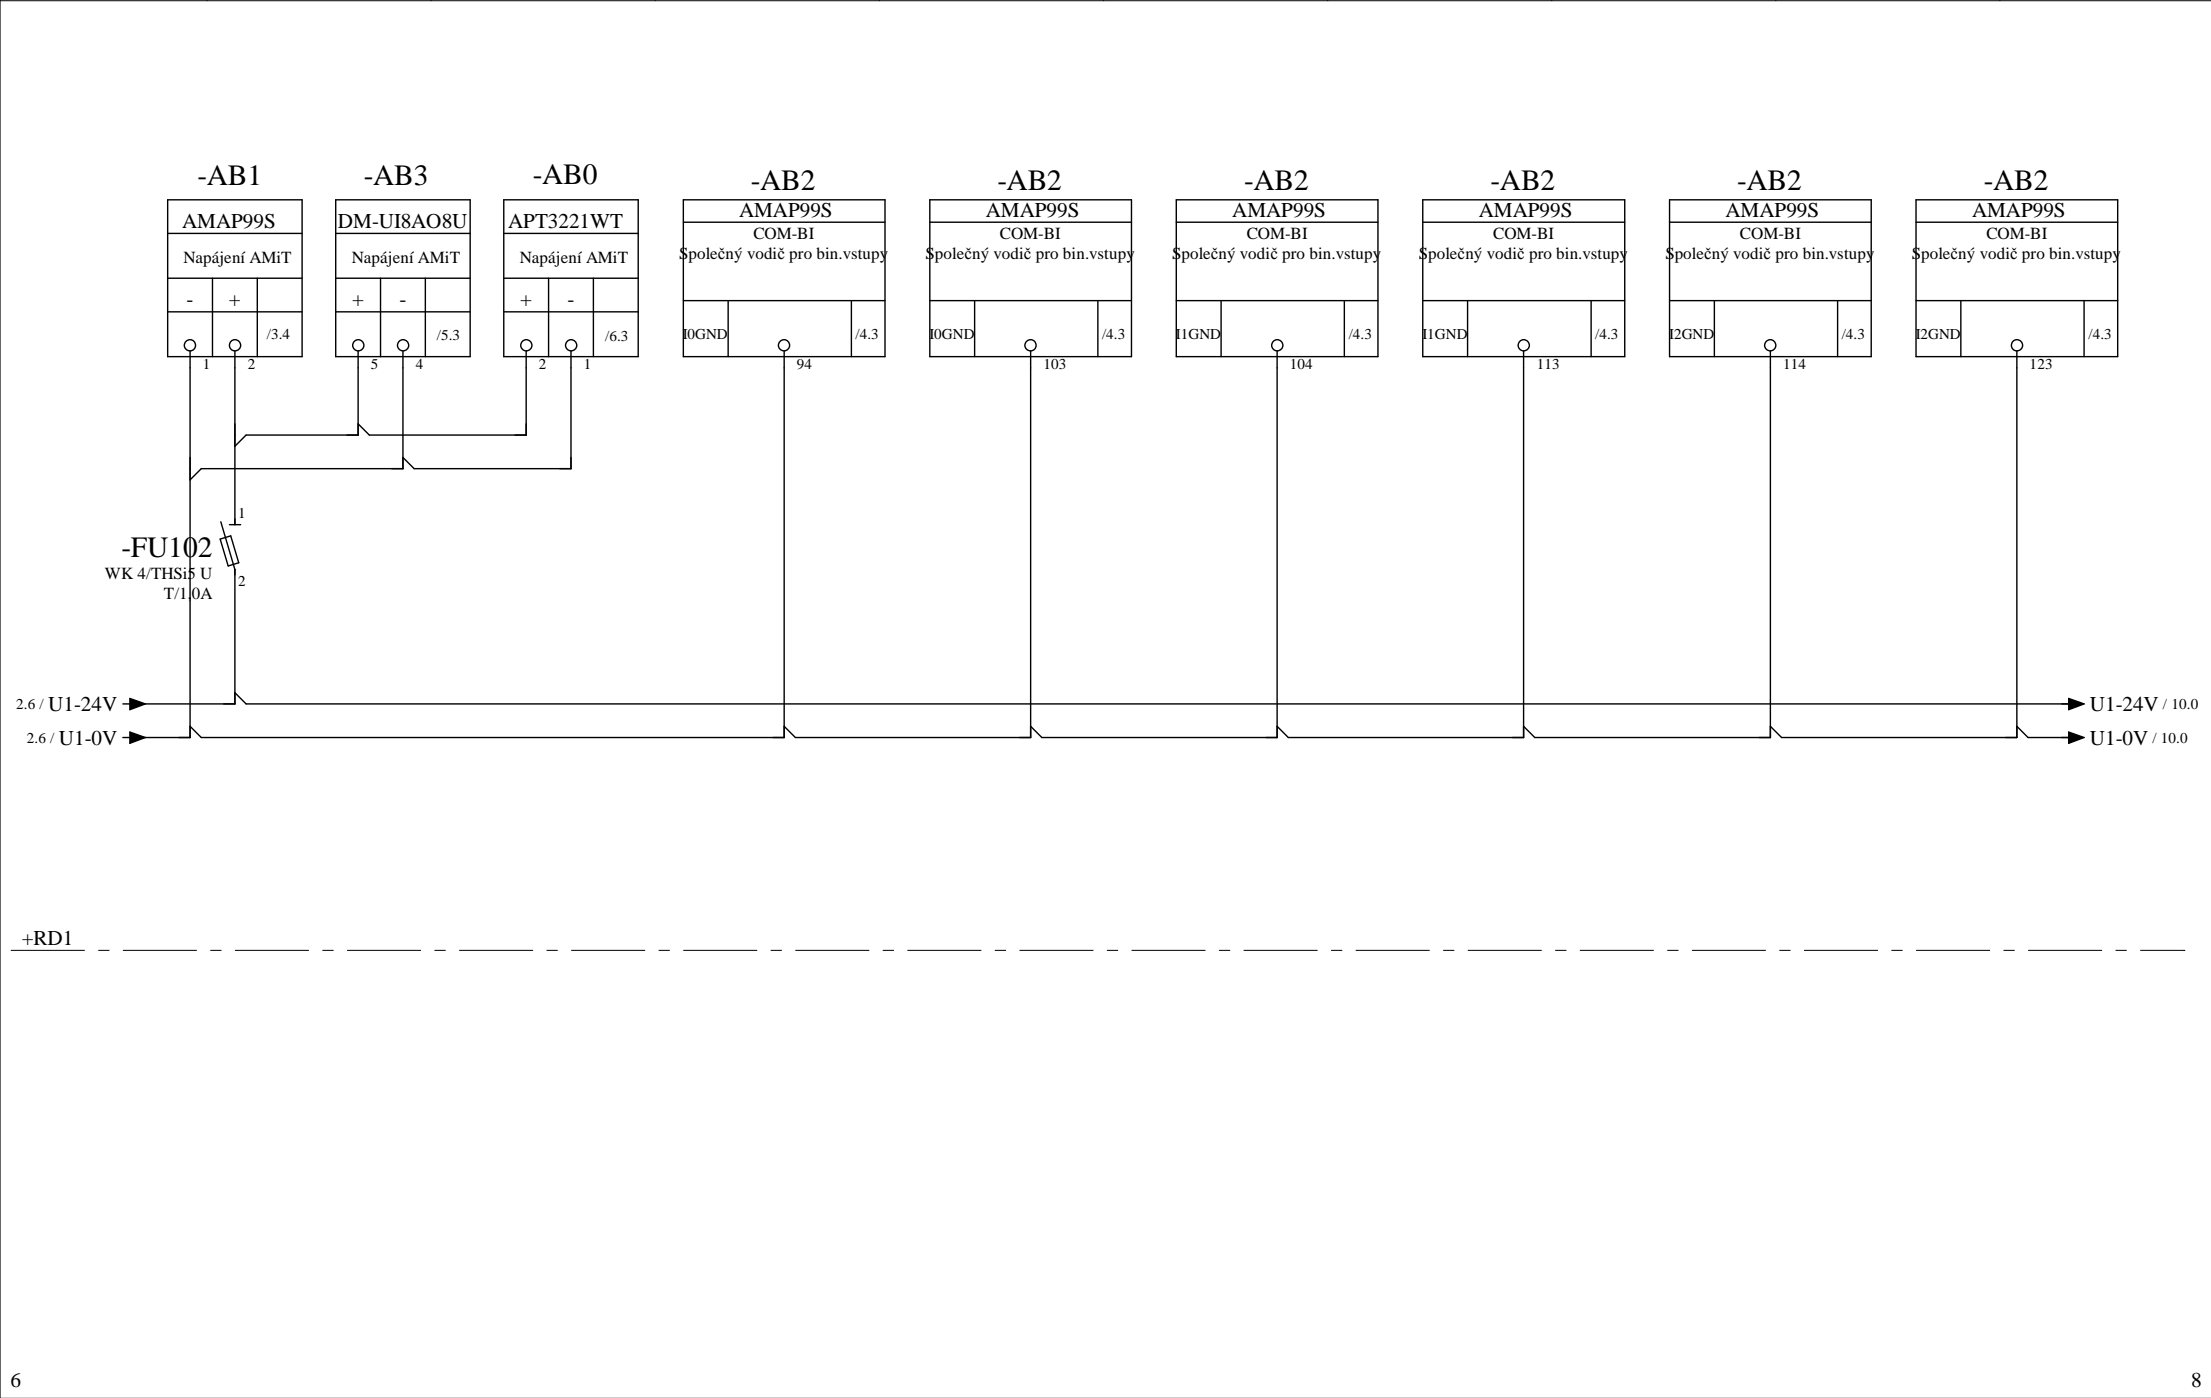 -AB1
AMAP99S
Napájení AMiT
- +
/3.4
1 2
-AB3
DM-UI8AO8U
Napájení AMiT
+ -
/5.3
5 4
-AB0
APT3221WT
Napájení AMiT
+ -
/6.3
2 1
-AB2
AMAP99S
COM-BI
Společný vodič pro bin.vstupy
I0GND /4.3
94
-AB2
AMAP99S
COM-BI
Společný vodič pro bin.vstupy
I0GND /4.3
103
-AB2
AMAP99S
COM-BI
Společný vodič pro bin.vstupy
I1GND /4.3
104
-AB2
AMAP99S
COM-BI
Společný vodič pro bin.vstupy
I1GND /4.3
113
-AB2
AMAP99S
COM-BI
Společný vodič pro bin.vstupy
I2GND /4.3
114
-AB2
AMAP99S
COM-BI
Společný vodič pro bin.vstupy
I2GND /4.3
123
1
-FU102
WK 4/THSi5 U
2
T/1.0A
2.6 / U1-24V
U1-24V / 10.0
2.6 / U1-0V
U1-0V / 10.0
+RD1
6
8